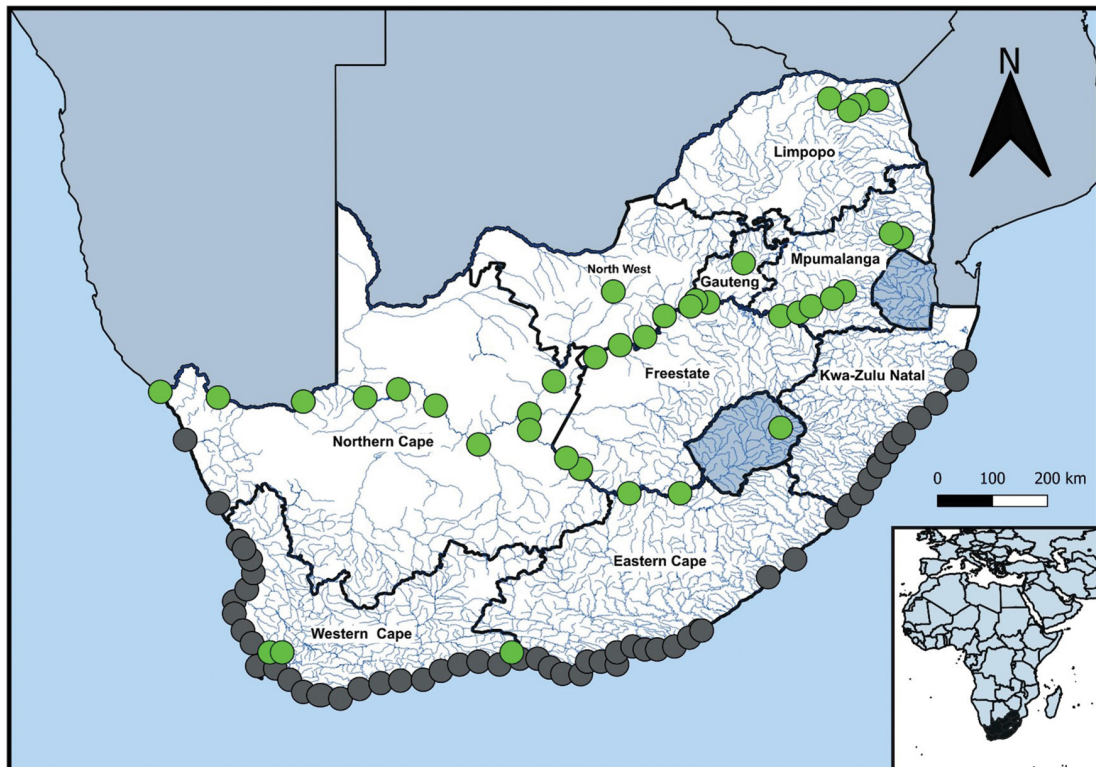 N
Limpopo
Mpumalanga
North West
Gauteng
Freestate
Kwa-Zulu Natal
Northern Cape
0 100 200 km
Eastern Cape
Western Cape